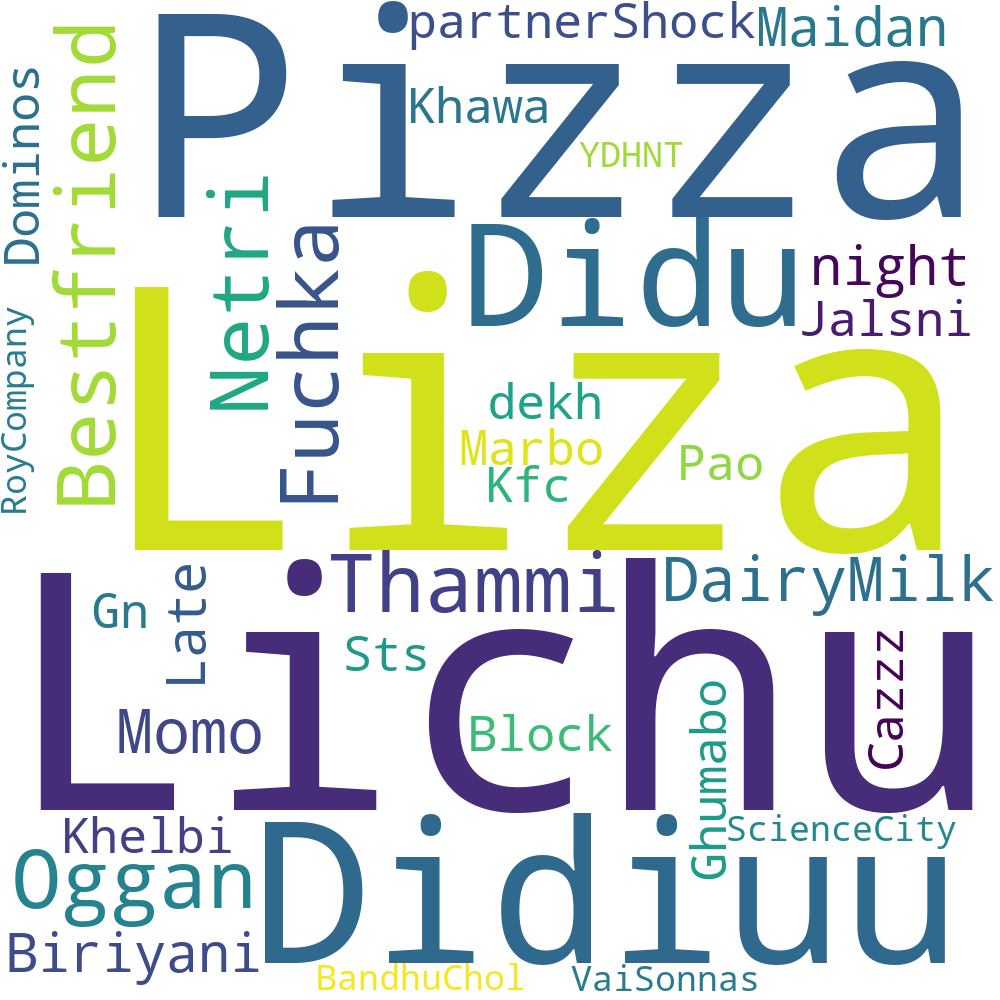 partnerShock
Maidan
Pizza
Khawa
YDHNT
Dominos
Bestfriend
Netri
Fuchka
Didu
night
Jalsni
RoyCompany
Liza
dekh
Marbo
Kfc
Pao
Thammi
DairyMilk
Gn
Late
Sts
Lichu
Momo
Block
Ghumabo
Cazzz
Khelbi
ScienceCity
Oggan
Didiuu
Biriyani
BandhuChol
VaiSonnas